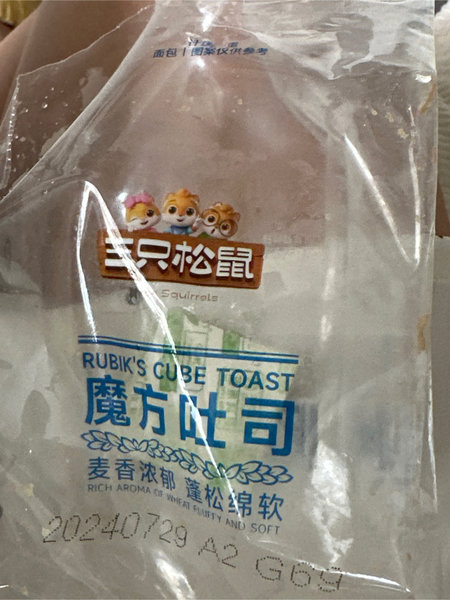 面包 | 图案仅供参考
三只松鼠
Squirrels
RUBIK'S CUBE TOAST
魔方吐司
麦香浓郁 蓬松绵软
RICH AROMA OF WHEAT FLUFFY AND SOFT
20240729 A2 G69